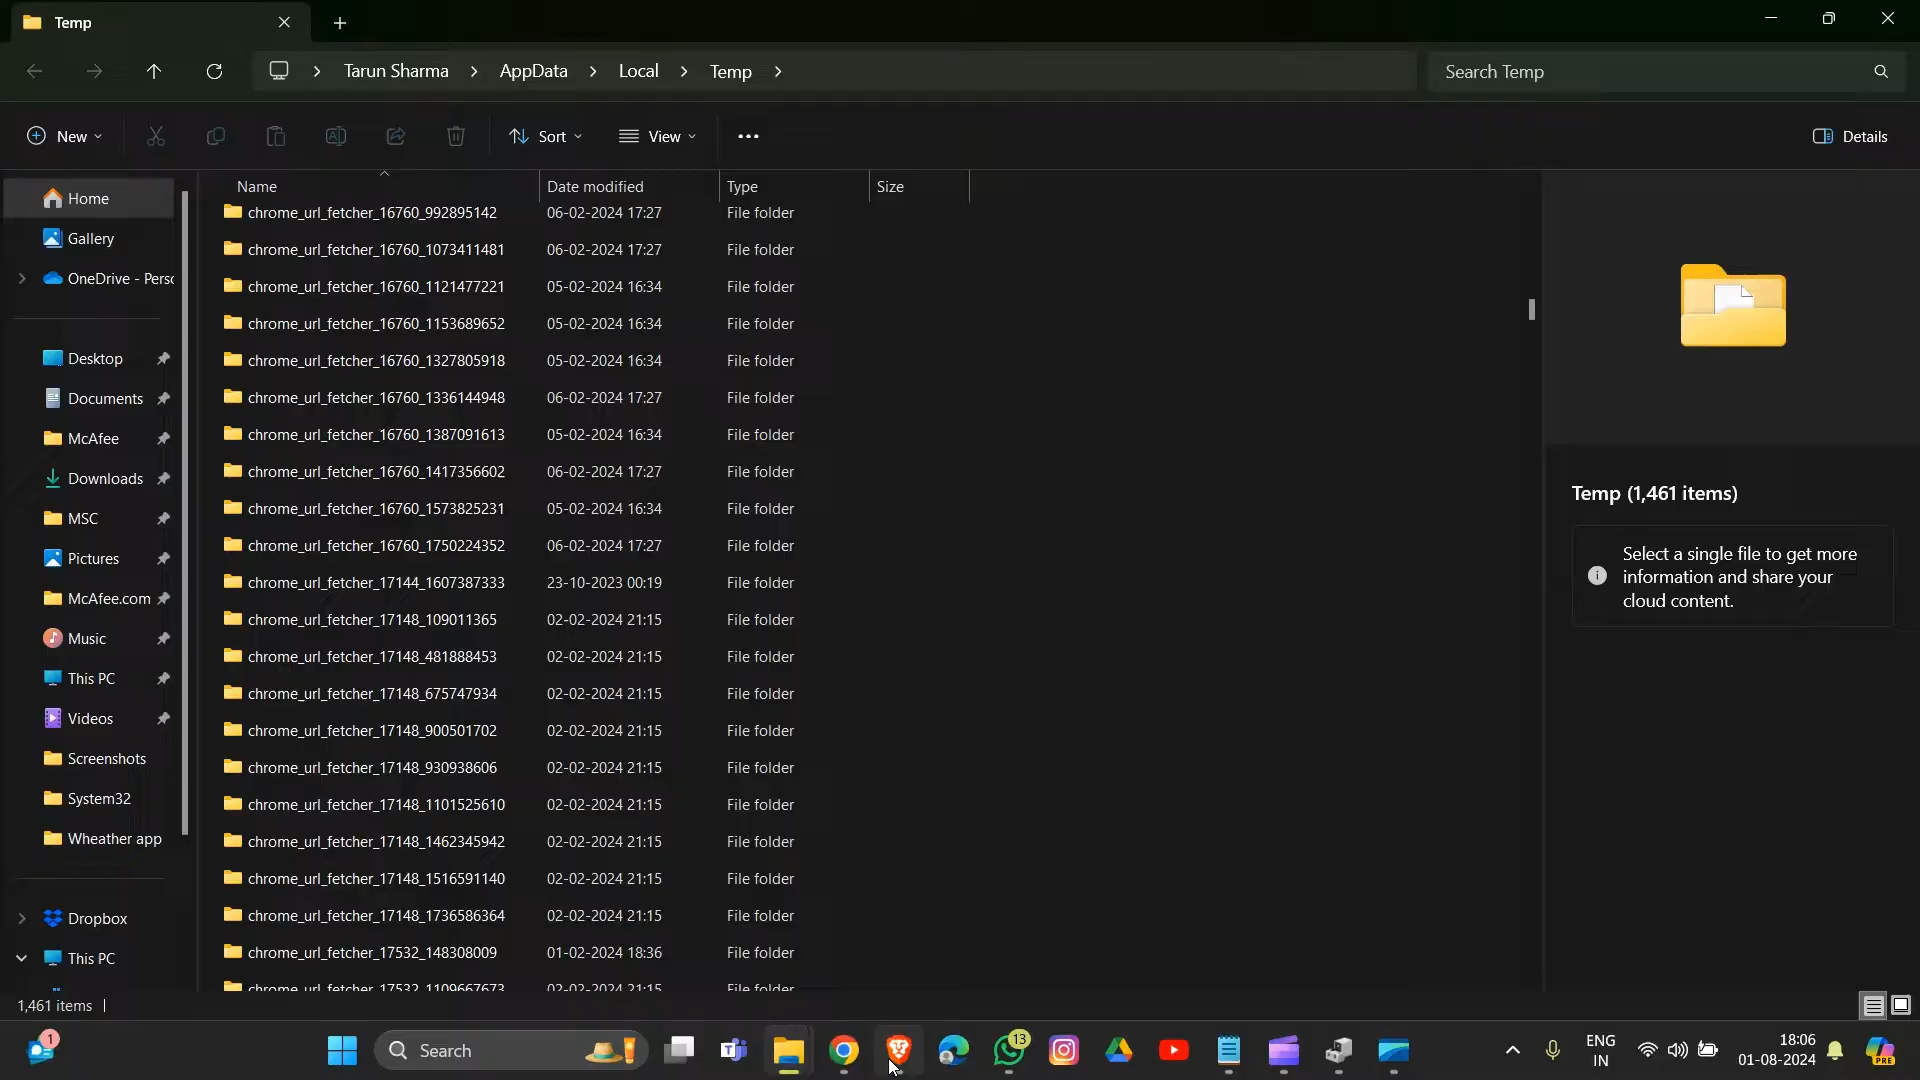 Temp
Tarun Sharma AppData Local Temp
Search Temp
New
Sort
View
Details
Name Date modified Type Size
chrome_url_fetcher_16760_992895142 06-02-2024 17:27 File folder
chrome_url_fetcher_16760_1073411481 06-02-2024 17:27 File folder
chrome_url_fetcher_16760_1121477221 05-02-2024 16:34 File folder
chrome_url_fetcher_16760_1153689652 05-02-2024 16:34 File folder
chrome_url_fetcher_16760_1327805918 05-02-2024 16:34 File folder
chrome_url_fetcher_16760_1336144948 06-02-2024 17:27 File folder
chrome_url_fetcher_16760_1387091613 05-02-2024 16:34 File folder
chrome_url_fetcher_16760_1417356602 06-02-2024 17:27 File folder
chrome_url_fetcher_16760_1573825231 05-02-2024 16:34 File folder
chrome_url_fetcher_16760_1750224352 06-02-2024 17:27 File folder
chrome_url_fetcher_17144_1607387333 23-10-2023 00:19 File folder
chrome_url_fetcher_17148_109011365 02-02-2024 21:15 File folder
chrome_url_fetcher_17148_481888453 02-02-2024 21:15 File folder
chrome_url_fetcher_17148_675747934 02-02-2024 21:15 File folder
chrome_url_fetcher_17148_900501702 02-02-2024 21:15 File folder
chrome_url_fetcher_17148_930938606 02-02-2024 21:15 File folder
chrome_url_fetcher_17148_1101525610 02-02-2024 21:15 File folder
chrome_url_fetcher_17148_1462345942 02-02-2024 21:15 File folder
chrome_url_fetcher_17148_1516591140 02-02-2024 21:15 File folder
chrome_url_fetcher_17148_1736586364 02-02-2024 21:15 File folder
chrome_url_fetcher_17532_148308009 01-02-2024 18:36 File folder
chrome_url_fetcher_17532_1109667673 02-02-2024 21:15 File folder
Home
Gallery
OneDrive - Perso
Desktop
Documents
McAfee
Downloads
MSC
Pictures
McAfee.com
Music
This PC
Videos
Screenshots
System32
Wheather app
Dropbox
This PC
Temp (1,461 items)
Select a single file to get more
information and share your
cloud content.
1,461 items
1
Search
13
ENG
IN
18:06
01-08-2024
PRE